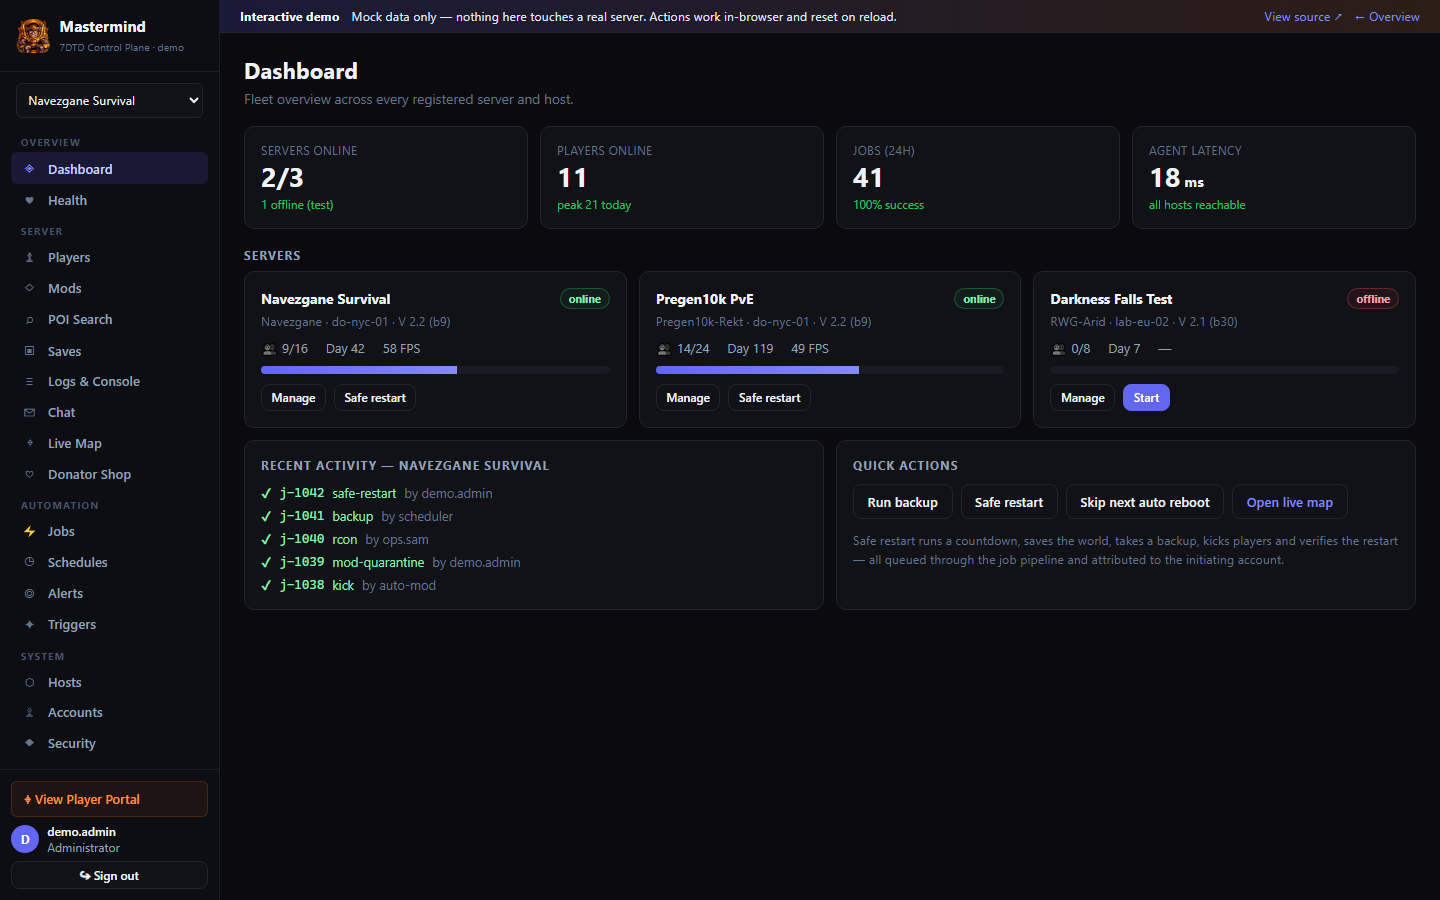 Mastermind
7DTD Control Plane · demo
Navezgane Survival
OVERVIEW
Dashboard
Health
SERVER
Players
Mods
POI Search
Saves
Logs & Console
Chat
Live Map
Donator Shop
AUTOMATION
Jobs
Schedules
Alerts
Triggers
SYSTEM
Hosts
Accounts
Security
View Player Portal
D
demo.admin
Administrator
↪ Sign out
Interactive demo Mock data only — nothing here touches a real server. Actions work in-browser and reset on reload.
View source ↗ ← Overview
Dashboard
Fleet overview across every registered server and host.
SERVERS ONLINE
2/3
1 offline (test)
PLAYERS ONLINE
11
peak 21 today
JOBS (24H)
41
100% success
AGENT LATENCY
18 ms
all hosts reachable
SERVERS
Navezgane Survival online
Navezgane · do-nyc-01 · V 2.2 (b9)
9/16 Day 42 58 FPS
Manage Safe restart
Pregen10k PvE online
Pregen10k-Rekt · do-nyc-01 · V 2.2 (b9)
14/24 Day 119 49 FPS
Manage Safe restart
Darkness Falls Test offline
RWG-Arid · lab-eu-02 · V 2.1 (b30)
0/8 Day 7 —
Manage Start
RECENT ACTIVITY — NAVEZGANE SURVIVAL
✓ j-1042 safe-restart by demo.admin
✓ j-1041 backup by scheduler
✓ j-1040 rcon by ops.sam
✓ j-1039 mod-quarantine by demo.admin
✓ j-1038 kick by auto-mod
QUICK ACTIONS
Run backup Safe restart Skip next auto reboot Open live map
Safe restart runs a countdown, saves the world, takes a backup, kicks players and verifies the restart
— all queued through the job pipeline and attributed to the initiating account.